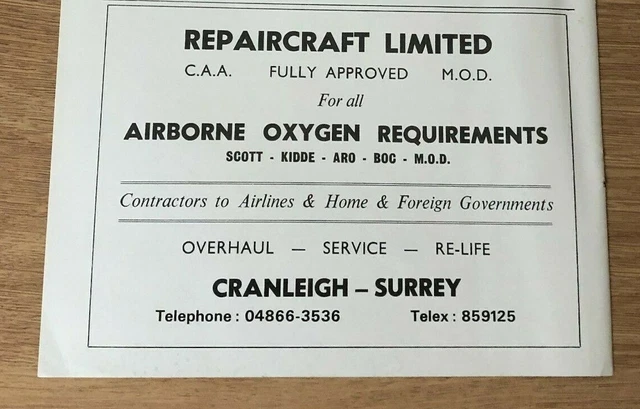 REPAIRCRAFT LIMITED
C.A.A. FULLY APPROVED M.O.D.
For all
AIRBORNE OXYGEN REQUIREMENTS
SCOTT - KIDDE - ARO - BOC - M.O.D.
Contractors to Airlines & Home & Foreign Governments
OVERHAUL — SERVICE — RE-LIFE
CRANLEIGH – SURREY
Telephone : 04866-3536 Telex : 859125